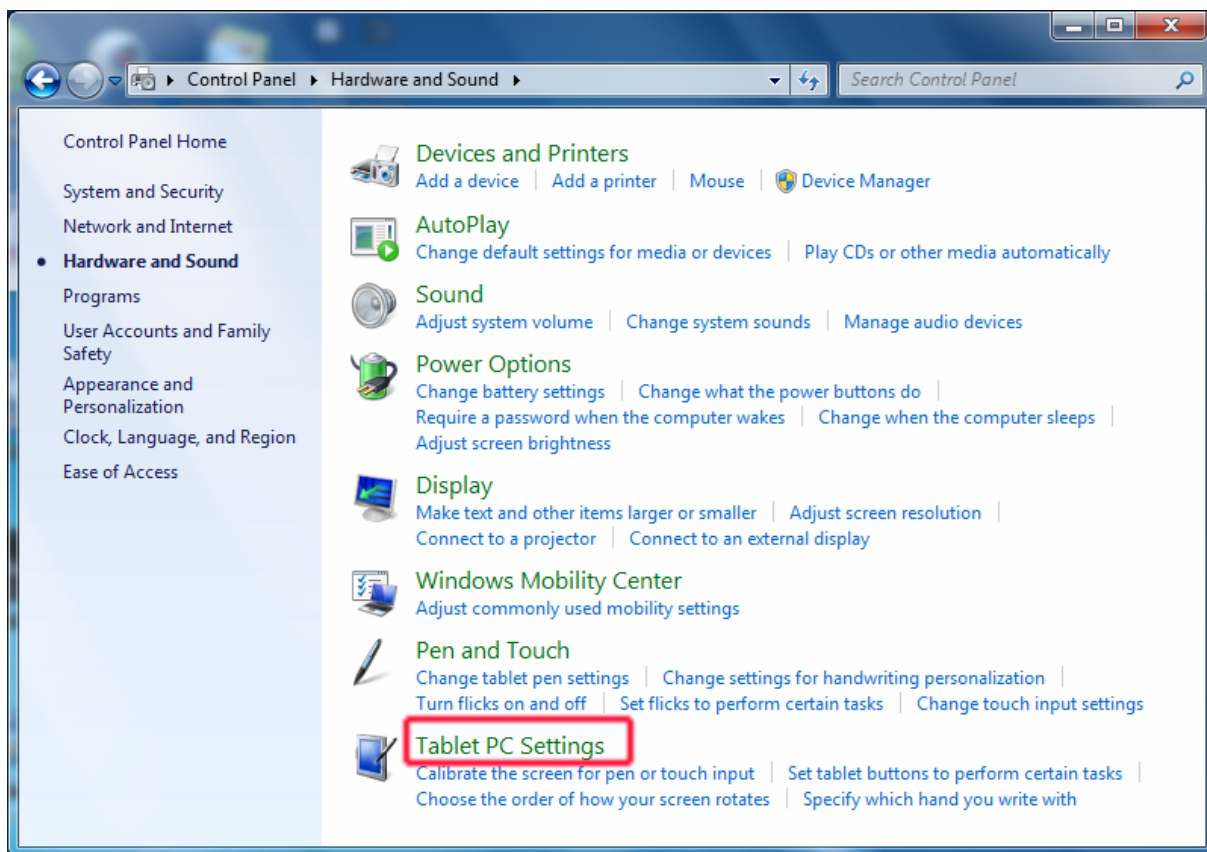 Control Panel Hardware and Sound
Search Control Panel
Control Panel Home
System and Security
Network and Internet
Hardware and Sound
Programs
User Accounts and Family
Safety
Appearance and
Personalization
Clock, Language, and Region
Ease of Access
Devices and Printers
Add a device Add a printer Mouse Device Manager
AutoPlay
Change default settings for media or devices Play CDs or other media automatically
Sound
Adjust system volume Change system sounds Manage audio devices
Power Options
Change battery settings Change what the power buttons do
Require a password when the computer wakes Change when the computer sleeps
Adjust screen brightness
Display
Make text and other items larger or smaller Adjust screen resolution
Connect to a projector Connect to an external display
Windows Mobility Center
Adjust commonly used mobility settings
Pen and Touch
Change tablet pen settings Change settings for handwriting personalization
Turn flicks on and off Set flicks to perform certain tasks Change touch input settings
Tablet PC Settings
Calibrate the screen for pen or touch input Set tablet buttons to perform certain tasks
Choose the order of how your screen rotates Specify which hand you write with